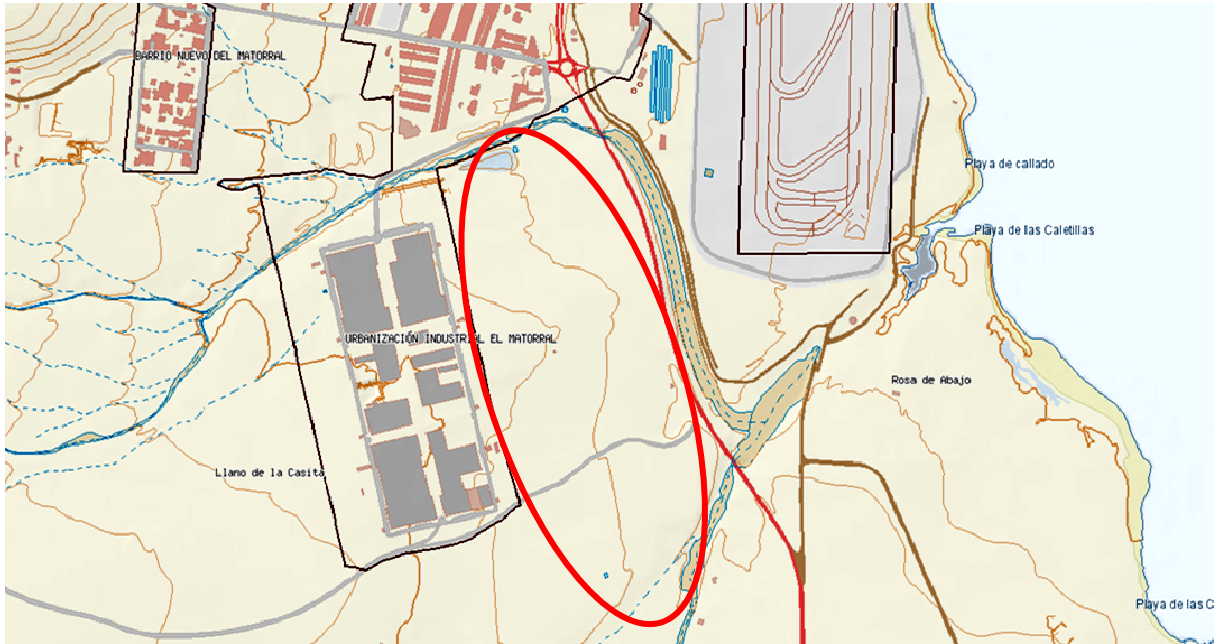 BARRIO NUEVO DEL MATORRAL
Playa de callado
Playa de las Caletillas
URBANIZACIÓN INDUSTRIAL EL MATORRAL
Rosa de Abajo
Llano de la Casita
Playa de las C